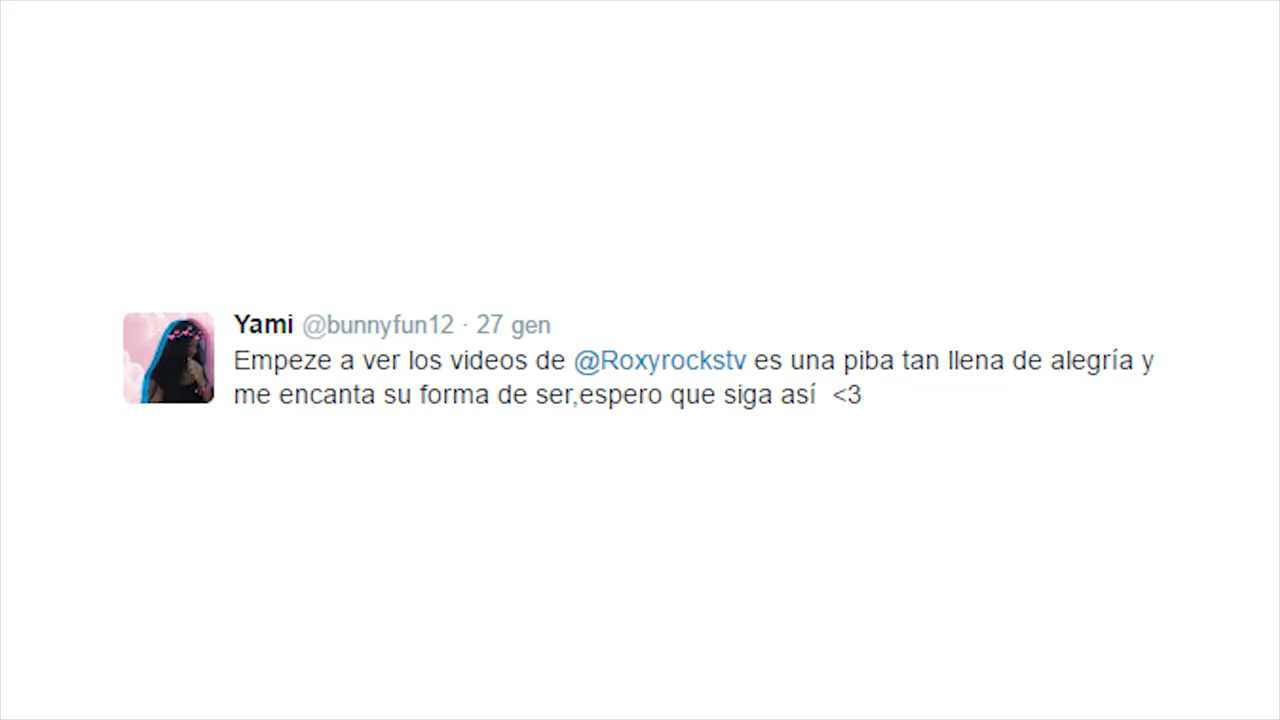 Yami @bunnyfun12 · 27 gen
Empeze a ver los videos de @Roxyrockstv es una piba tan llena de alegría y
me encanta su forma de ser,espero que siga así  <3